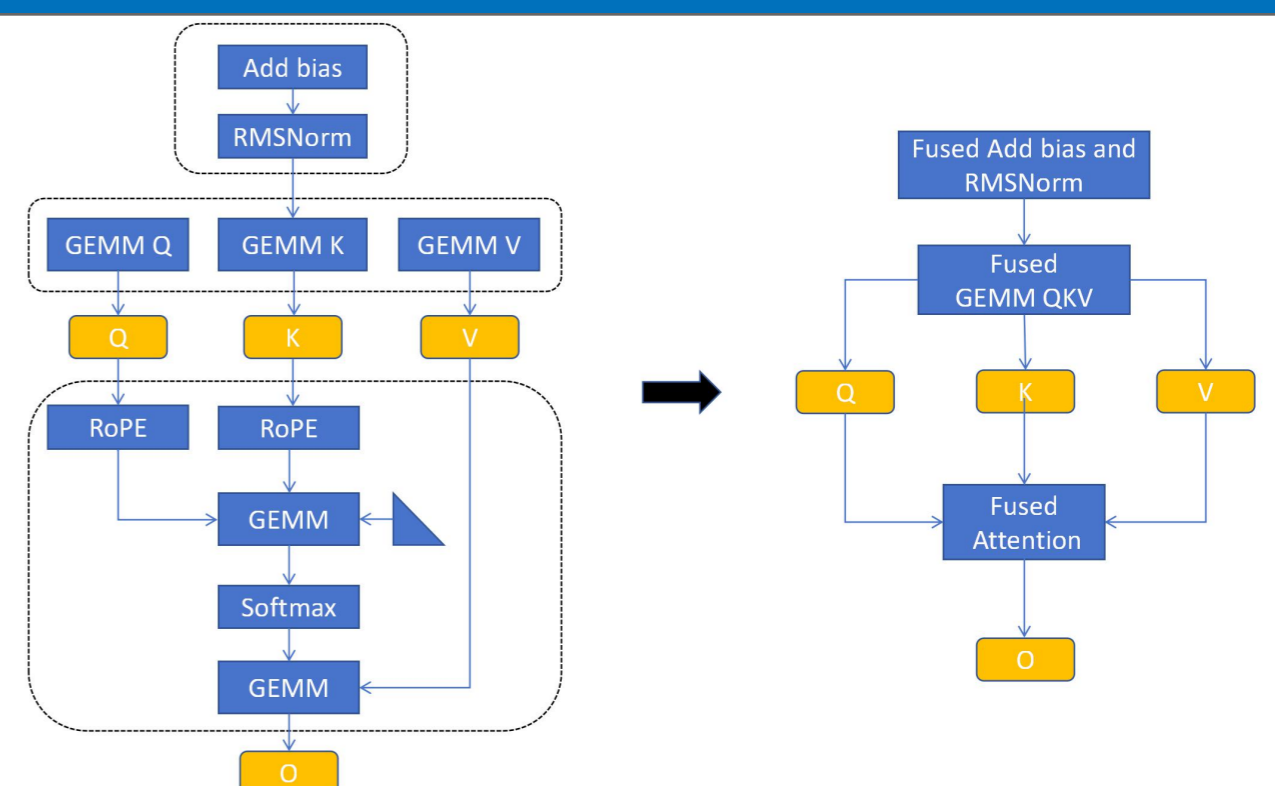 Add bias
RMSNorm
GEMM Q
GEMM K
GEMM V
Q
K
V
RoPE
RoPE
GEMM
Softmax
GEMM
O
Fused Add bias and
RMSNorm
Fused
GEMM QKV
Q
K
V
Fused
Attention
O